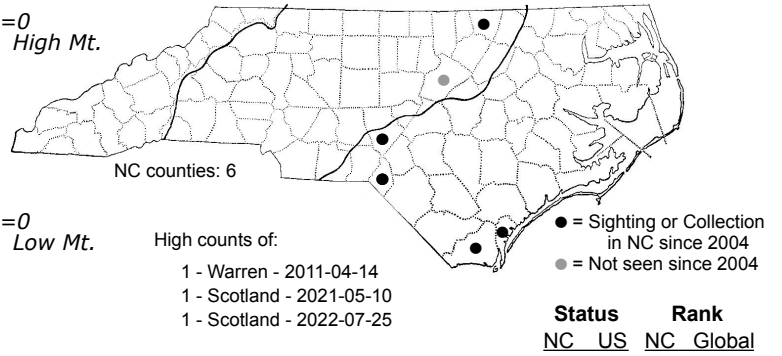 =0
High Mt.
NC counties: 6
=0
Low Mt.
High counts of:
1 - Warren - 2011-04-14
1 - Scotland - 2021-05-10
1 - Scotland - 2022-07-25
= Sighting or Collection
in NC since 2004
= Not seen since 2004
Status Rank
NC US NC Global